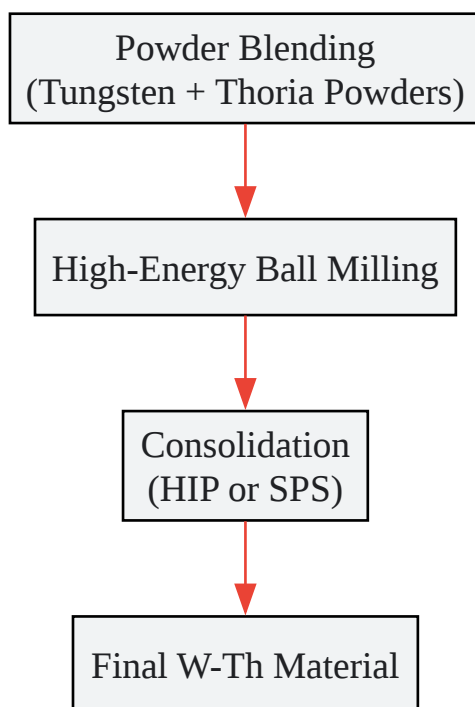 Powder Blending
(Tungsten + Thoria Powders)
High-Energy Ball Milling
Consolidation
(HIP or SPS)
Final W-Th Material